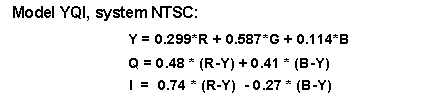 Model YQI, system NTSC:
Y = 0.299*R + 0.587*G + 0.114*B
Q = 0.48 * (R-Y) + 0.41 * (B-Y)
I = 0.74 * (R-Y) - 0.27 * (B-Y)